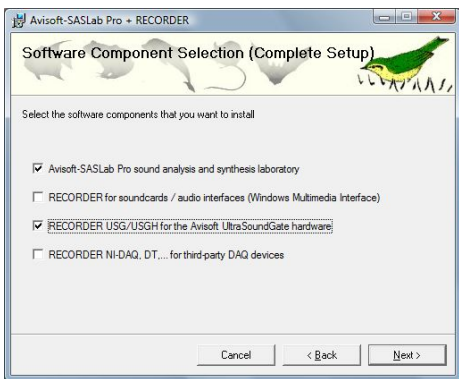 Avisoft-SASLab Pro + RECORDER
Software Component Selection (Complete Setup)
Select the software components that you want to install
Avisoft-SASLab Pro sound analysis and synthesis laboratory
RECORDER for soundcards / audio interfaces (Windows Multimedia Interface)
RECORDER USG/USGH for the Avisoft UltraSoundGate hardware
RECORDER NI-DAQ, DT,... for third-party DAQ devices
Cancel < Back Next >